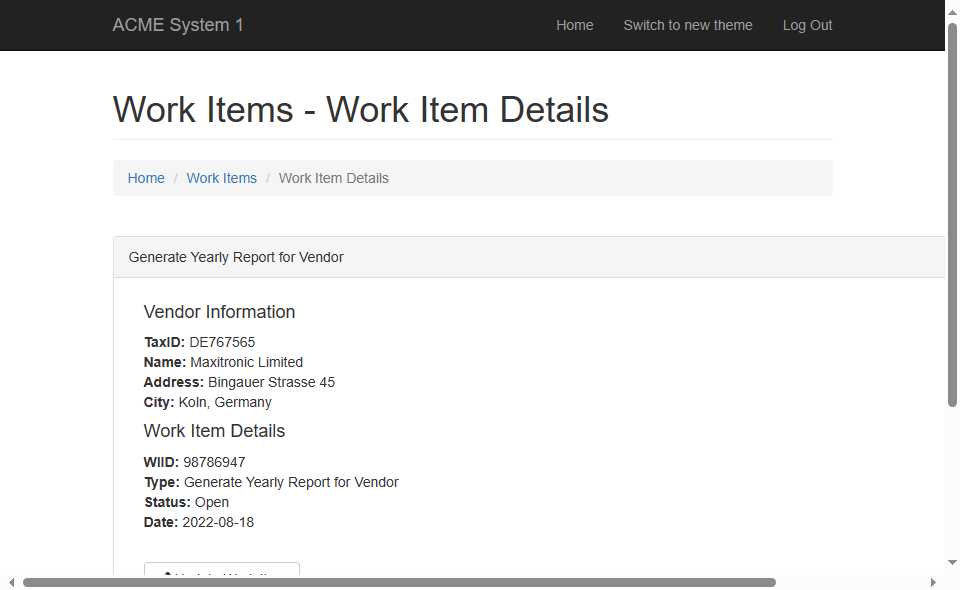 ACME System 1 Home Switch to new theme Log Out
Work Items - Work Item Details
Home / Work Items / Work Item Details
Generate Yearly Report for Vendor
Vendor Information
TaxID: DE767565
Name: Maxitronic Limited
Address: Bingauer Strasse 45
City: Koln, Germany
Work Item Details
WIID: 98786947
Type: Generate Yearly Report for Vendor
Status: Open
Date: 2022-08-18